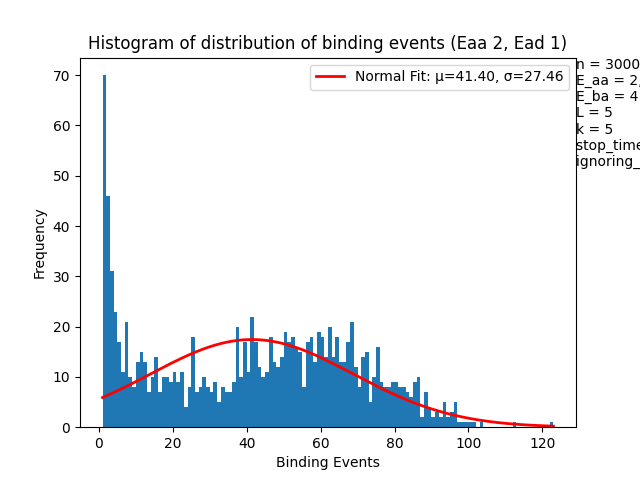 Histogram of distribution of binding events (Eaa 2, Ead 1)
Normal Fit: μ=41.40, σ=27.46
n = 3000
E_aa = 2,
E_ba = 4
L = 5
k = 5
stop_time
ignoring_
70
60
50
40
30
20
10
0
Frequency
0 20 40 60 80 100 120
Binding Events